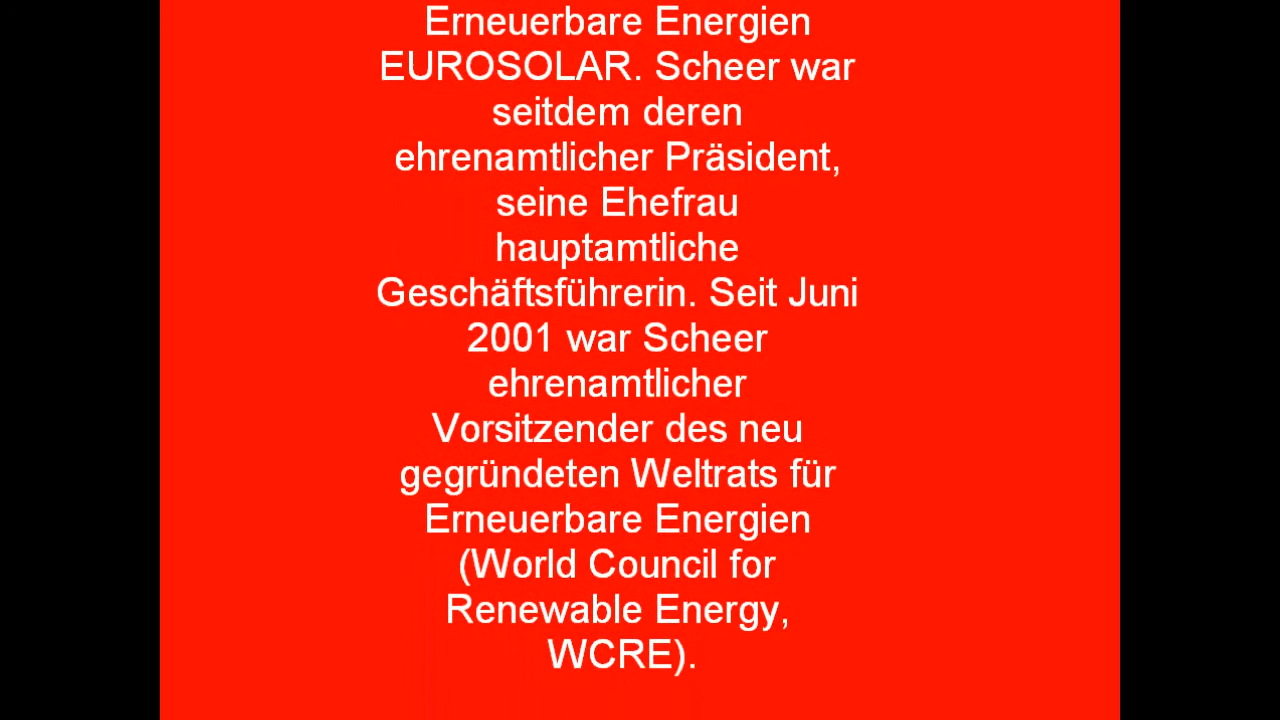 Erneuerbare Energien
EUROSOLAR. Scheer war
seitdem deren
ehrenamtlicher Präsident,
seine Ehefrau
hauptamtliche
Geschäftsführerin. Seit Juni
2001 war Scheer
ehrenamtlicher
Vorsitzender des neu
gegründeten Weltrats für
Erneuerbare Energien
(World Council for
Renewable Energy,
WCRE).